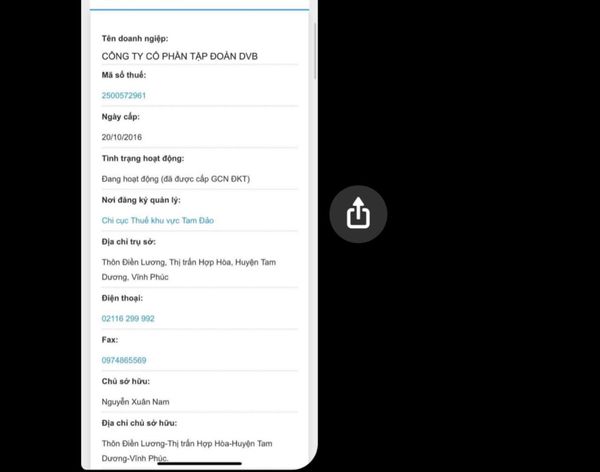 Tên doanh ngiệp:
CÔNG TY CỔ PHẦN TẬP ĐOÀN DVB
Mã số thuế:
2500572961
Ngày cấp:
20/10/2016
Tình trạng hoạt động:
Đang hoạt động (đã được cấp GCN ĐKT)
Nơi đăng ký quản lý:
Chi cục Thuế khu vực Tam Đảo
Địa chỉ trụ sở:
Thôn Điền Lương, Thị trấn Hợp Hòa, Huyện Tam
Dương, Vĩnh Phúc
Điện thoại:
02116 299 992
Fax:
0974865569
Chủ sở hữu:
Nguyễn Xuân Nam
Địa chỉ chủ sở hữu:
Thôn Điền Lương-Thị trấn Hợp Hòa-Huyện Tam
Dương-Vĩnh Phúc.